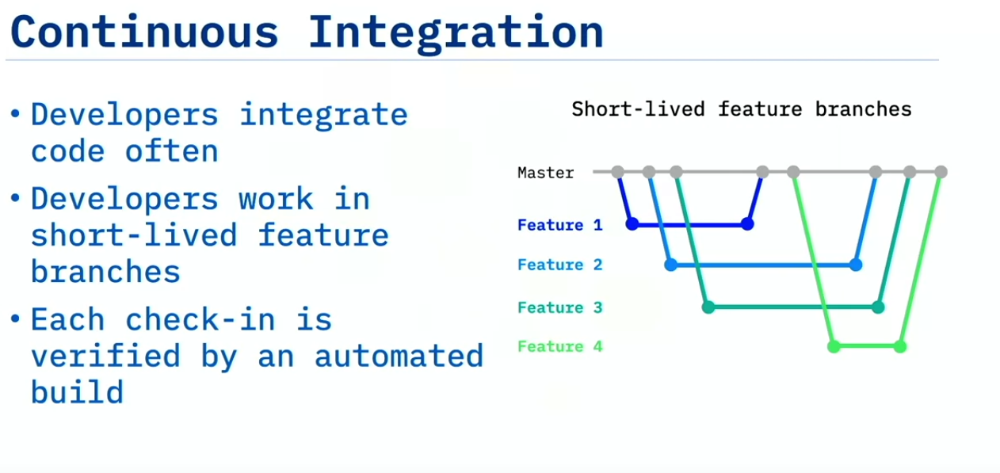 Continuous Integration
• Developers integrate
code often
• Developers work in
short-lived feature
branches
• Each check-in is
verified by an automated
build
Short-lived feature branches
Master
Feature 1
Feature 2
Feature 3
Feature 4